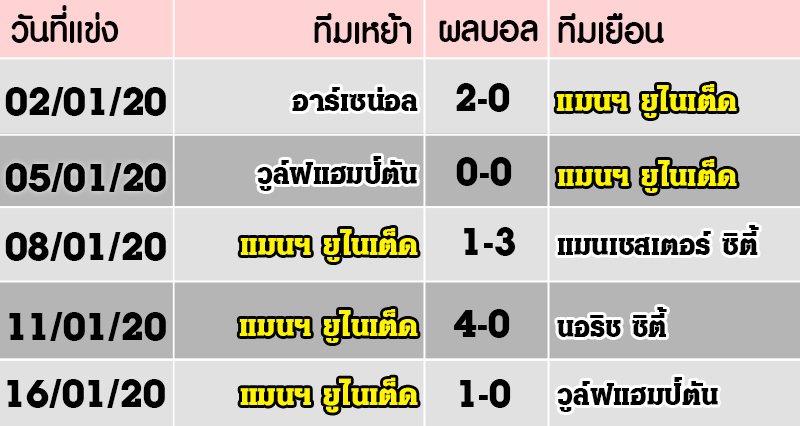 วันที่แข่ง ทีมเหย้า ผลบอล ทีมเยือน
02/01/20 อาร์เซน่อล 2-0 แมนฯ ยูไนเต็ด
05/01/20 วูล์ฟแฮมป์ตัน 0-0 แมนฯ ยูไนเต็ด
08/01/20 แมนฯ ยูไนเต็ด 1-3 แมนเชสเตอร์ ซิตี้
11/01/20 แมนฯ ยูไนเต็ด 4-0 นอริช ซิตี้
16/01/20 แมนฯ ยูไนเต็ด 1-0 วูล์ฟแฮมป์ตัน